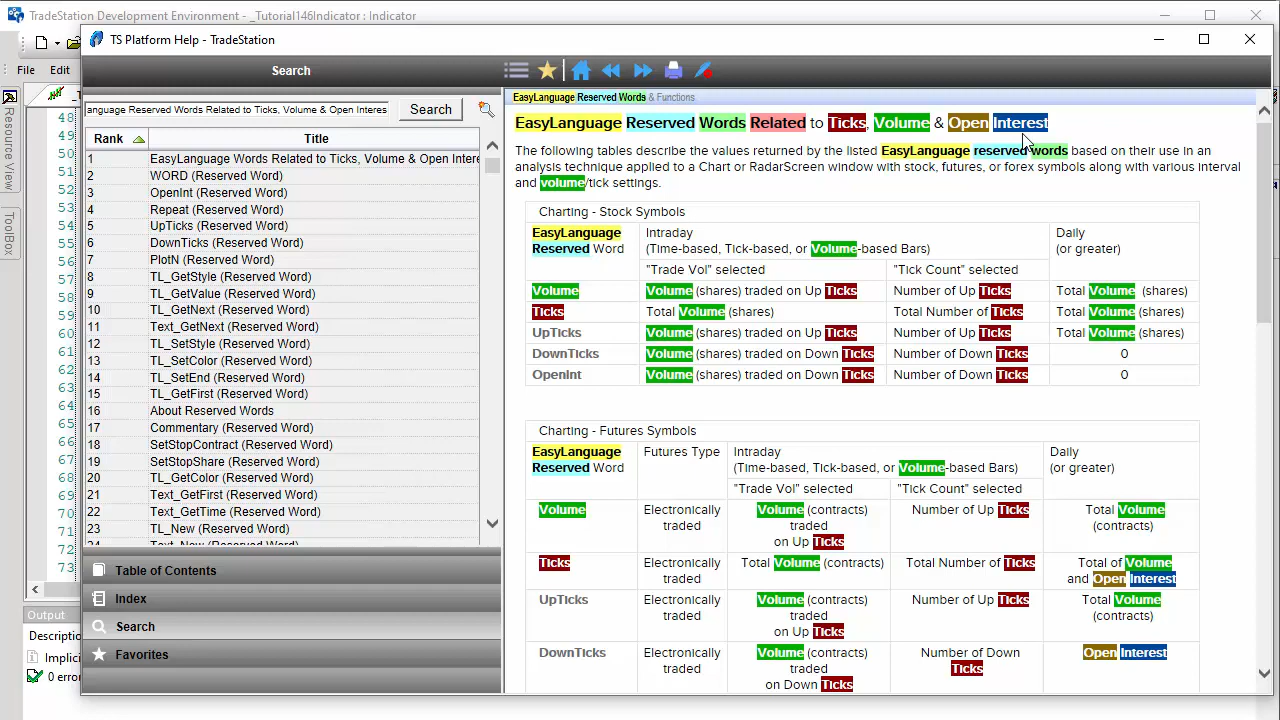 TradeStation Development Environment - _Tutorial146Indicator : Indicator
TS Platform Help - TradeStation
File Edit
Search
anguage Reserved Words Related to Ticks, Volume & Open Interes
Search
Rank Title
1 EasyLanguage Words Related to Ticks, Volume & Open Intere
2 WORD (Reserved Word)
3 OpenInt (Reserved Word)
4 Repeat (Reserved Word)
5 UpTicks (Reserved Word)
6 DownTicks (Reserved Word)
7 PlotN (Reserved Word)
8 TL_GetStyle (Reserved Word)
9 TL_GetValue (Reserved Word)
10 TL_GetNext (Reserved Word)
11 Text_GetNext (Reserved Word)
12 TL_SetStyle (Reserved Word)
13 TL_SetColor (Reserved Word)
14 TL_SetEnd (Reserved Word)
15 TL_GetFirst (Reserved Word)
16 About Reserved Words
17 Commentary (Reserved Word)
18 SetStopContract (Reserved Word)
19 SetStopShare (Reserved Word)
20 TL_GetColor (Reserved Word)
21 Text_GetFirst (Reserved Word)
22 Text_GetTime (Reserved Word)
23 TL_New (Reserved Word)
24 Text_New (Reserved Word)
Table of Contents
Index
Search
Favorites
Resource View
ToolBox
48
49
50
51
52
53
54
55
56
57
58
59
60
61
62
63
64
65
66
67
68
69
70
71
72
73
Output
Descriptio
Implici
0 error
EasyLanguage Reserved Words & Functions
EasyLanguage Reserved Words Related to Ticks, Volume & Open Interest
The following tables describe the values returned by the listed EasyLanguage reserved words based on their use in an
analysis technique applied to a Chart or RadarScreen window with stock, futures, or forex symbols along with various interval
and volume/tick settings.
Charting - Stock Symbols
EasyLanguage Intraday Daily
Reserved Word (Time-based, Tick-based, or Volume-based Bars) (or greater)
"Trade Vol" selected "Tick Count" selected
Volume Volume (shares) traded on Up Ticks Number of Up Ticks Total Volume (shares)
Ticks Total Volume (shares) Total Number of Ticks Total Volume (shares)
UpTicks Volume (shares) traded on Up Ticks Number of Up Ticks Total Volume (shares)
DownTicks Volume (shares) traded on Down Ticks Number of Down Ticks 0
OpenInt Volume (shares) traded on Down Ticks Number of Down Ticks 0
Charting - Futures Symbols
EasyLanguage Futures Type Intraday Daily
Reserved Word (Time-based, Tick-based, or Volume-based Bars) (or greater)
"Trade Vol" selected "Tick Count" selected
Volume Electronically Volume (contracts) Number of Up Ticks Total Volume
traded traded (contracts)
on Up Ticks
Ticks Electronically Total Volume (contracts) Total Number of Ticks Total of Volume
traded and Open Interest
UpTicks Electronically Volume (contracts) Number of Up Ticks Total Volume
traded traded (contracts)
on Up Ticks
DownTicks Electronically Volume (contracts) Number of Down Open Interest
traded traded Ticks
on Down Ticks